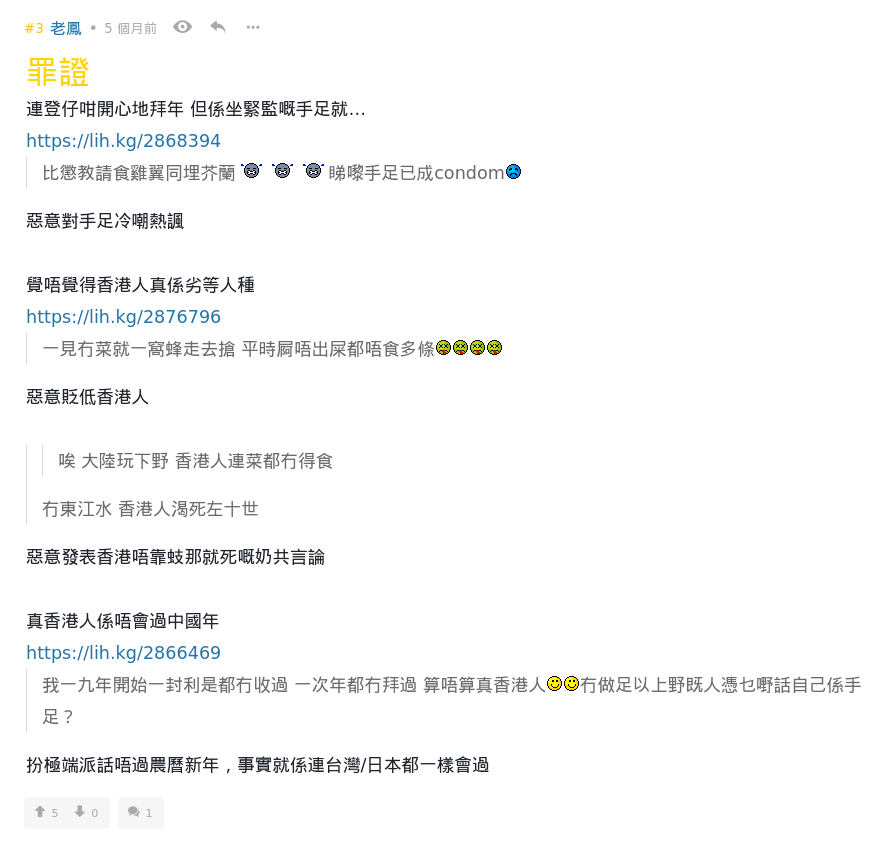 #3 老鳳 • 5 個月前
罪證
連登仔咁開心地拜年 但係坐緊監嘅手足就...
https://lih.kg/2868394
比懲教請食雞翼同埋芥蘭 睇嚟手足已成condom
惡意對手足冷嘲熱諷
覺唔覺得香港人真係劣等人種
https://lih.kg/2876796
一見冇菜就一窩蜂走去搶 平時屙唔出屎都唔食多條
惡意貶低香港人
唉 大陸玩下野 香港人連菜都冇得食
冇東江水 香港人渴死左十世
惡意發表香港唔靠蚑那就死嘅奶共言論
真香港人係唔會過中國年
https://lih.kg/2866469
我一九年開始一封利是都冇收過 一次年都冇拜過 算唔算真香港人冇做足以上野既人憑乜嘢話自己係手
足？
扮極端派話唔過農曆新年，事實就係連台灣/日本都一樣會過
5 0 1